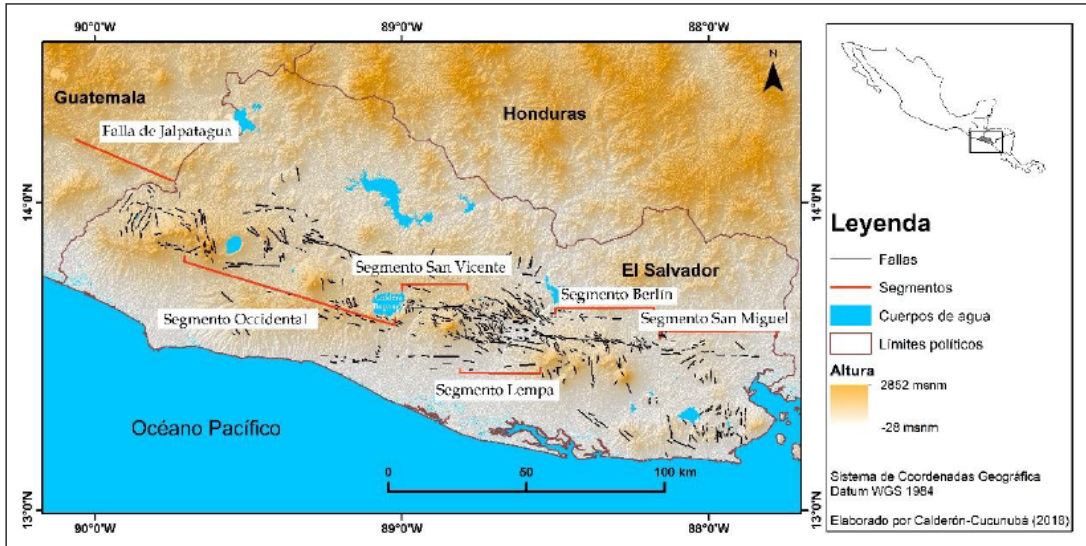 90°0'W
89°0'W
88°0'W
N
Guatemala
Honduras
Falla de Jalpatagua
14°0'N
14°0'N
El Salvador
Segmento San Vicente
Segmento Berlín
Segmento San Miguel
Segmento Occidental
Segmento Lempa
Océano Pacífico
0
50
100 km
13°0'N
13°0'N
90°0'W
89°0'W
88°0'W
Leyenda
Fallas
Segmentos
Cuerpos de agua
Límites políticos
Altura
2852 msnm
-28 msnm
Sistema de Coordenadas Geográfica
Datum WGS 1984
Elaborado por Calderón-Cucunubá (2018)